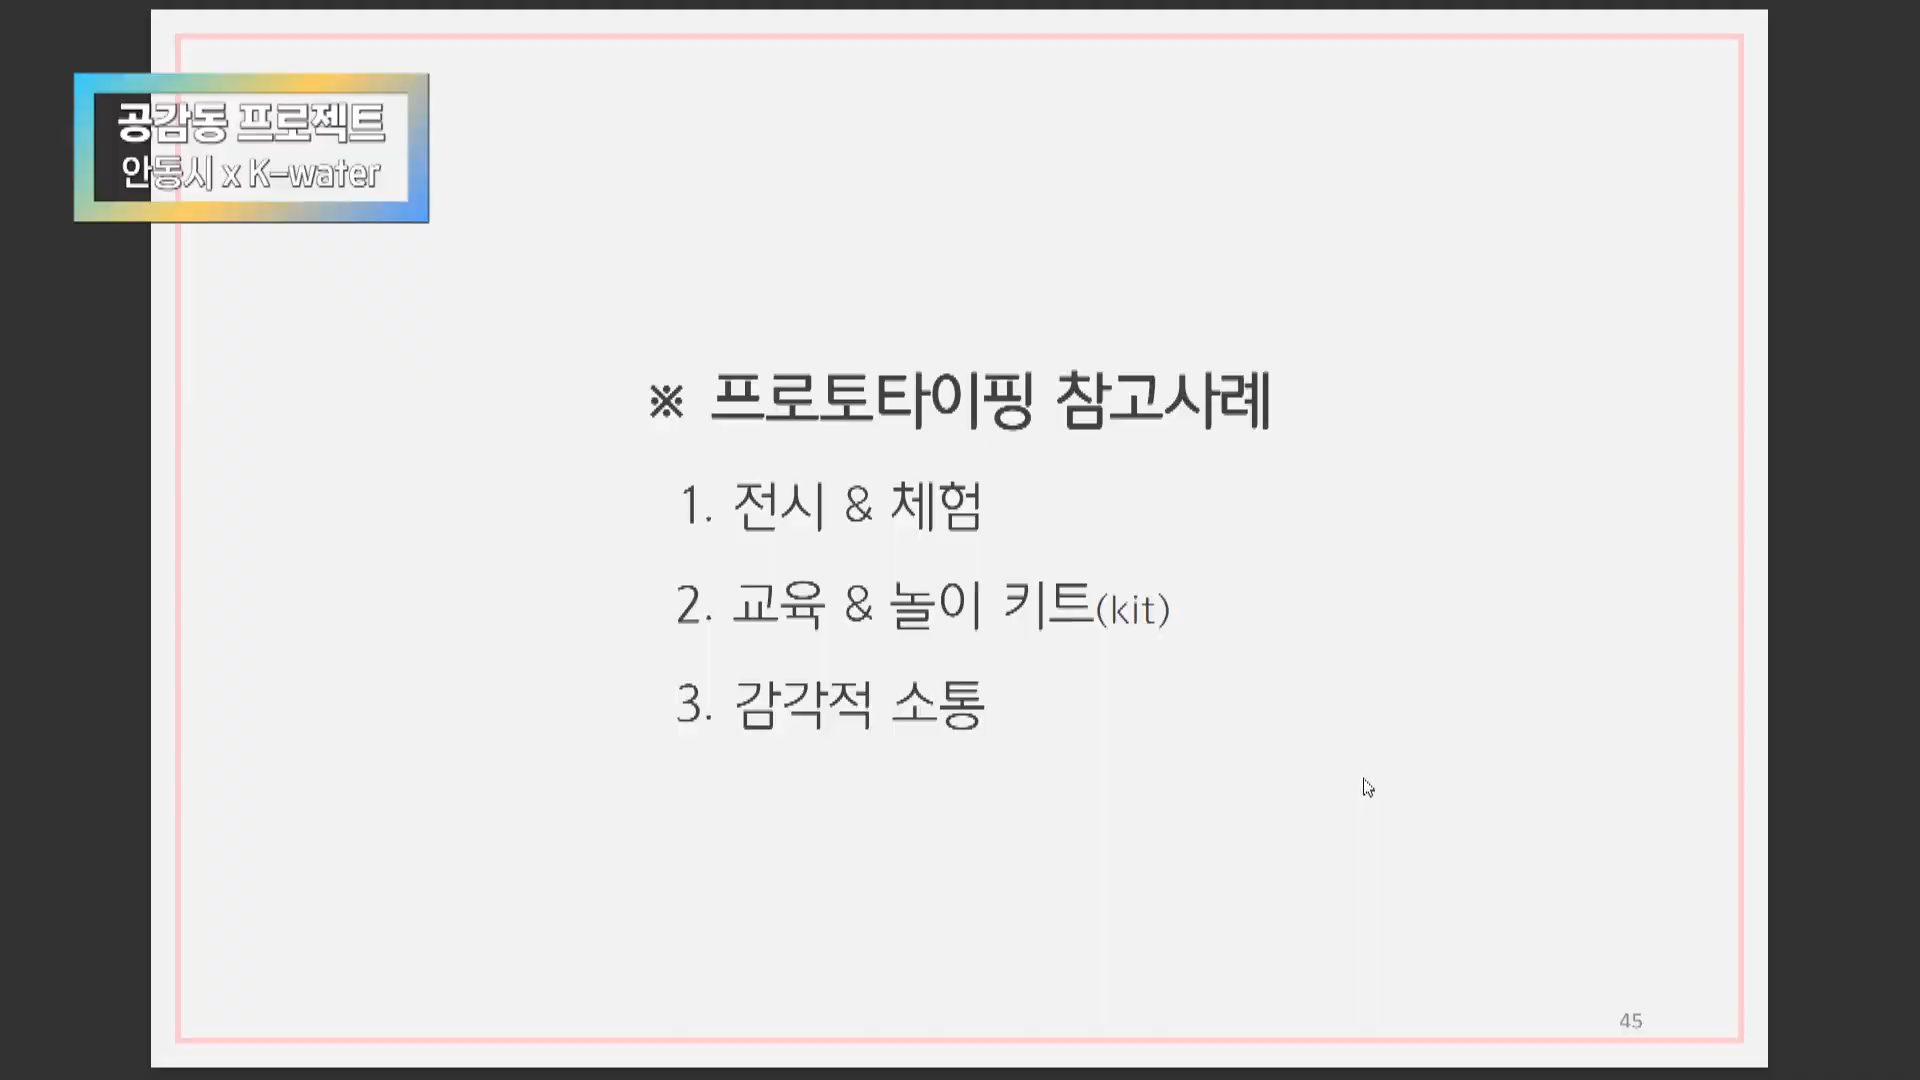 공감동 프로젝트
안동시 x K-water
※ 프로토타이핑 참고사례
1. 전시 & 체험
2. 교육 & 놀이 키트(kit)
3. 감각적 소통
45